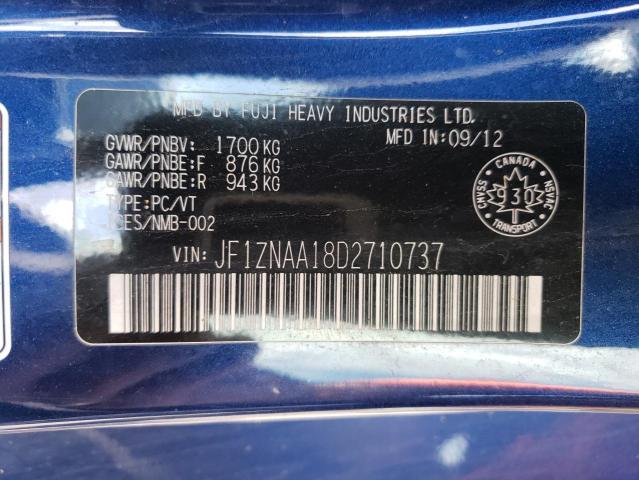 MFD BY FUJI HEAVY INDUSTRIES LTD.
MFD IN:09/12
GVWR/PNBV: 1700 KG
GAWR/PNBE:F 876 KG
GAWR/PNBE:R 943 KG
TYPE:PC/VT
ICES/NMB-002
VIN: JF1ZNAA18D2710737
CANADA
CMVSS
930
NSVAC
TRANSPORT